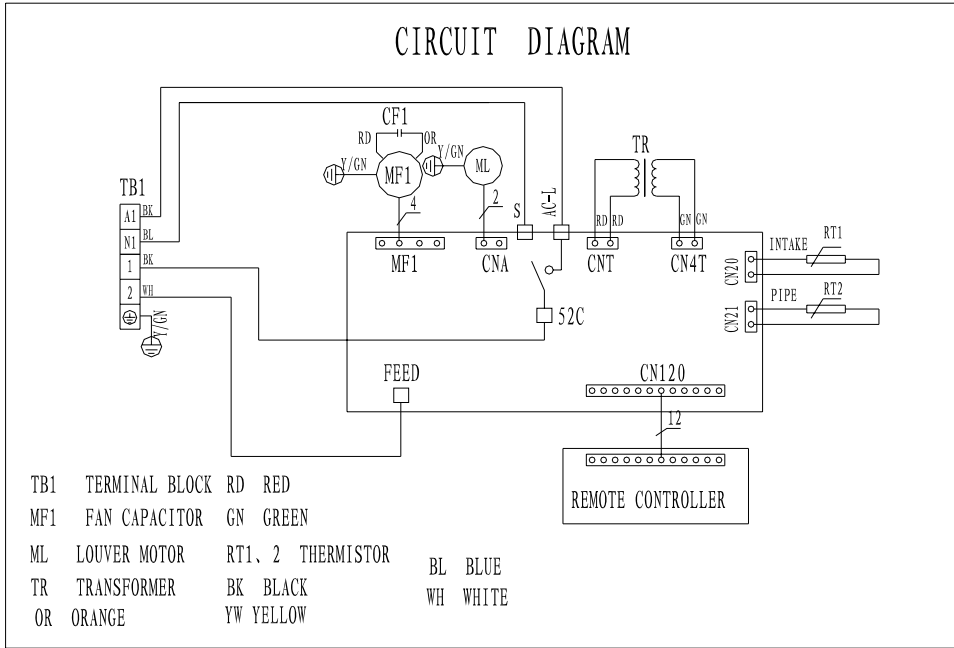 CIRCUIT DIAGRAM
CF1
RD
OR
Y/GN
MF1
Y/GN
ML
TR
TB1
A1 BK
N1 BL
1 BK
2 WH
Y/GN
4
2
S
AC-L
RD RD
GN GN
MF1
CNA
CNT
CN4T
INTAKE
RT1
CN20
PIPE
RT2
CN21
52C
FEED
CN120
12
REMOTE CONTROLLER
TB1 TERMINAL BLOCK RD RED
MF1 FAN CAPACITOR GN GREEN
ML LOUVER MOTOR RT1、2 THERMISTOR
BL BLUE
TR TRANSFORMER BK BLACK
WH WHITE
OR ORANGE YW YELLOW